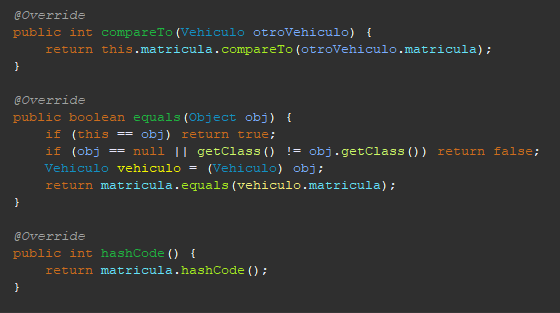 @Override
public int compareTo(Vehiculo otroVehiculo) {
    return this.matricula.compareTo(otroVehiculo.matricula);
}

@Override
public boolean equals(Object obj) {
    if (this == obj) return true;
    if (obj == null || getClass() != obj.getClass()) return false;
    Vehiculo vehiculo = (Vehiculo) obj;
    return matricula.equals(vehiculo.matricula);
}

@Override
public int hashCode() {
    return matricula.hashCode();
}